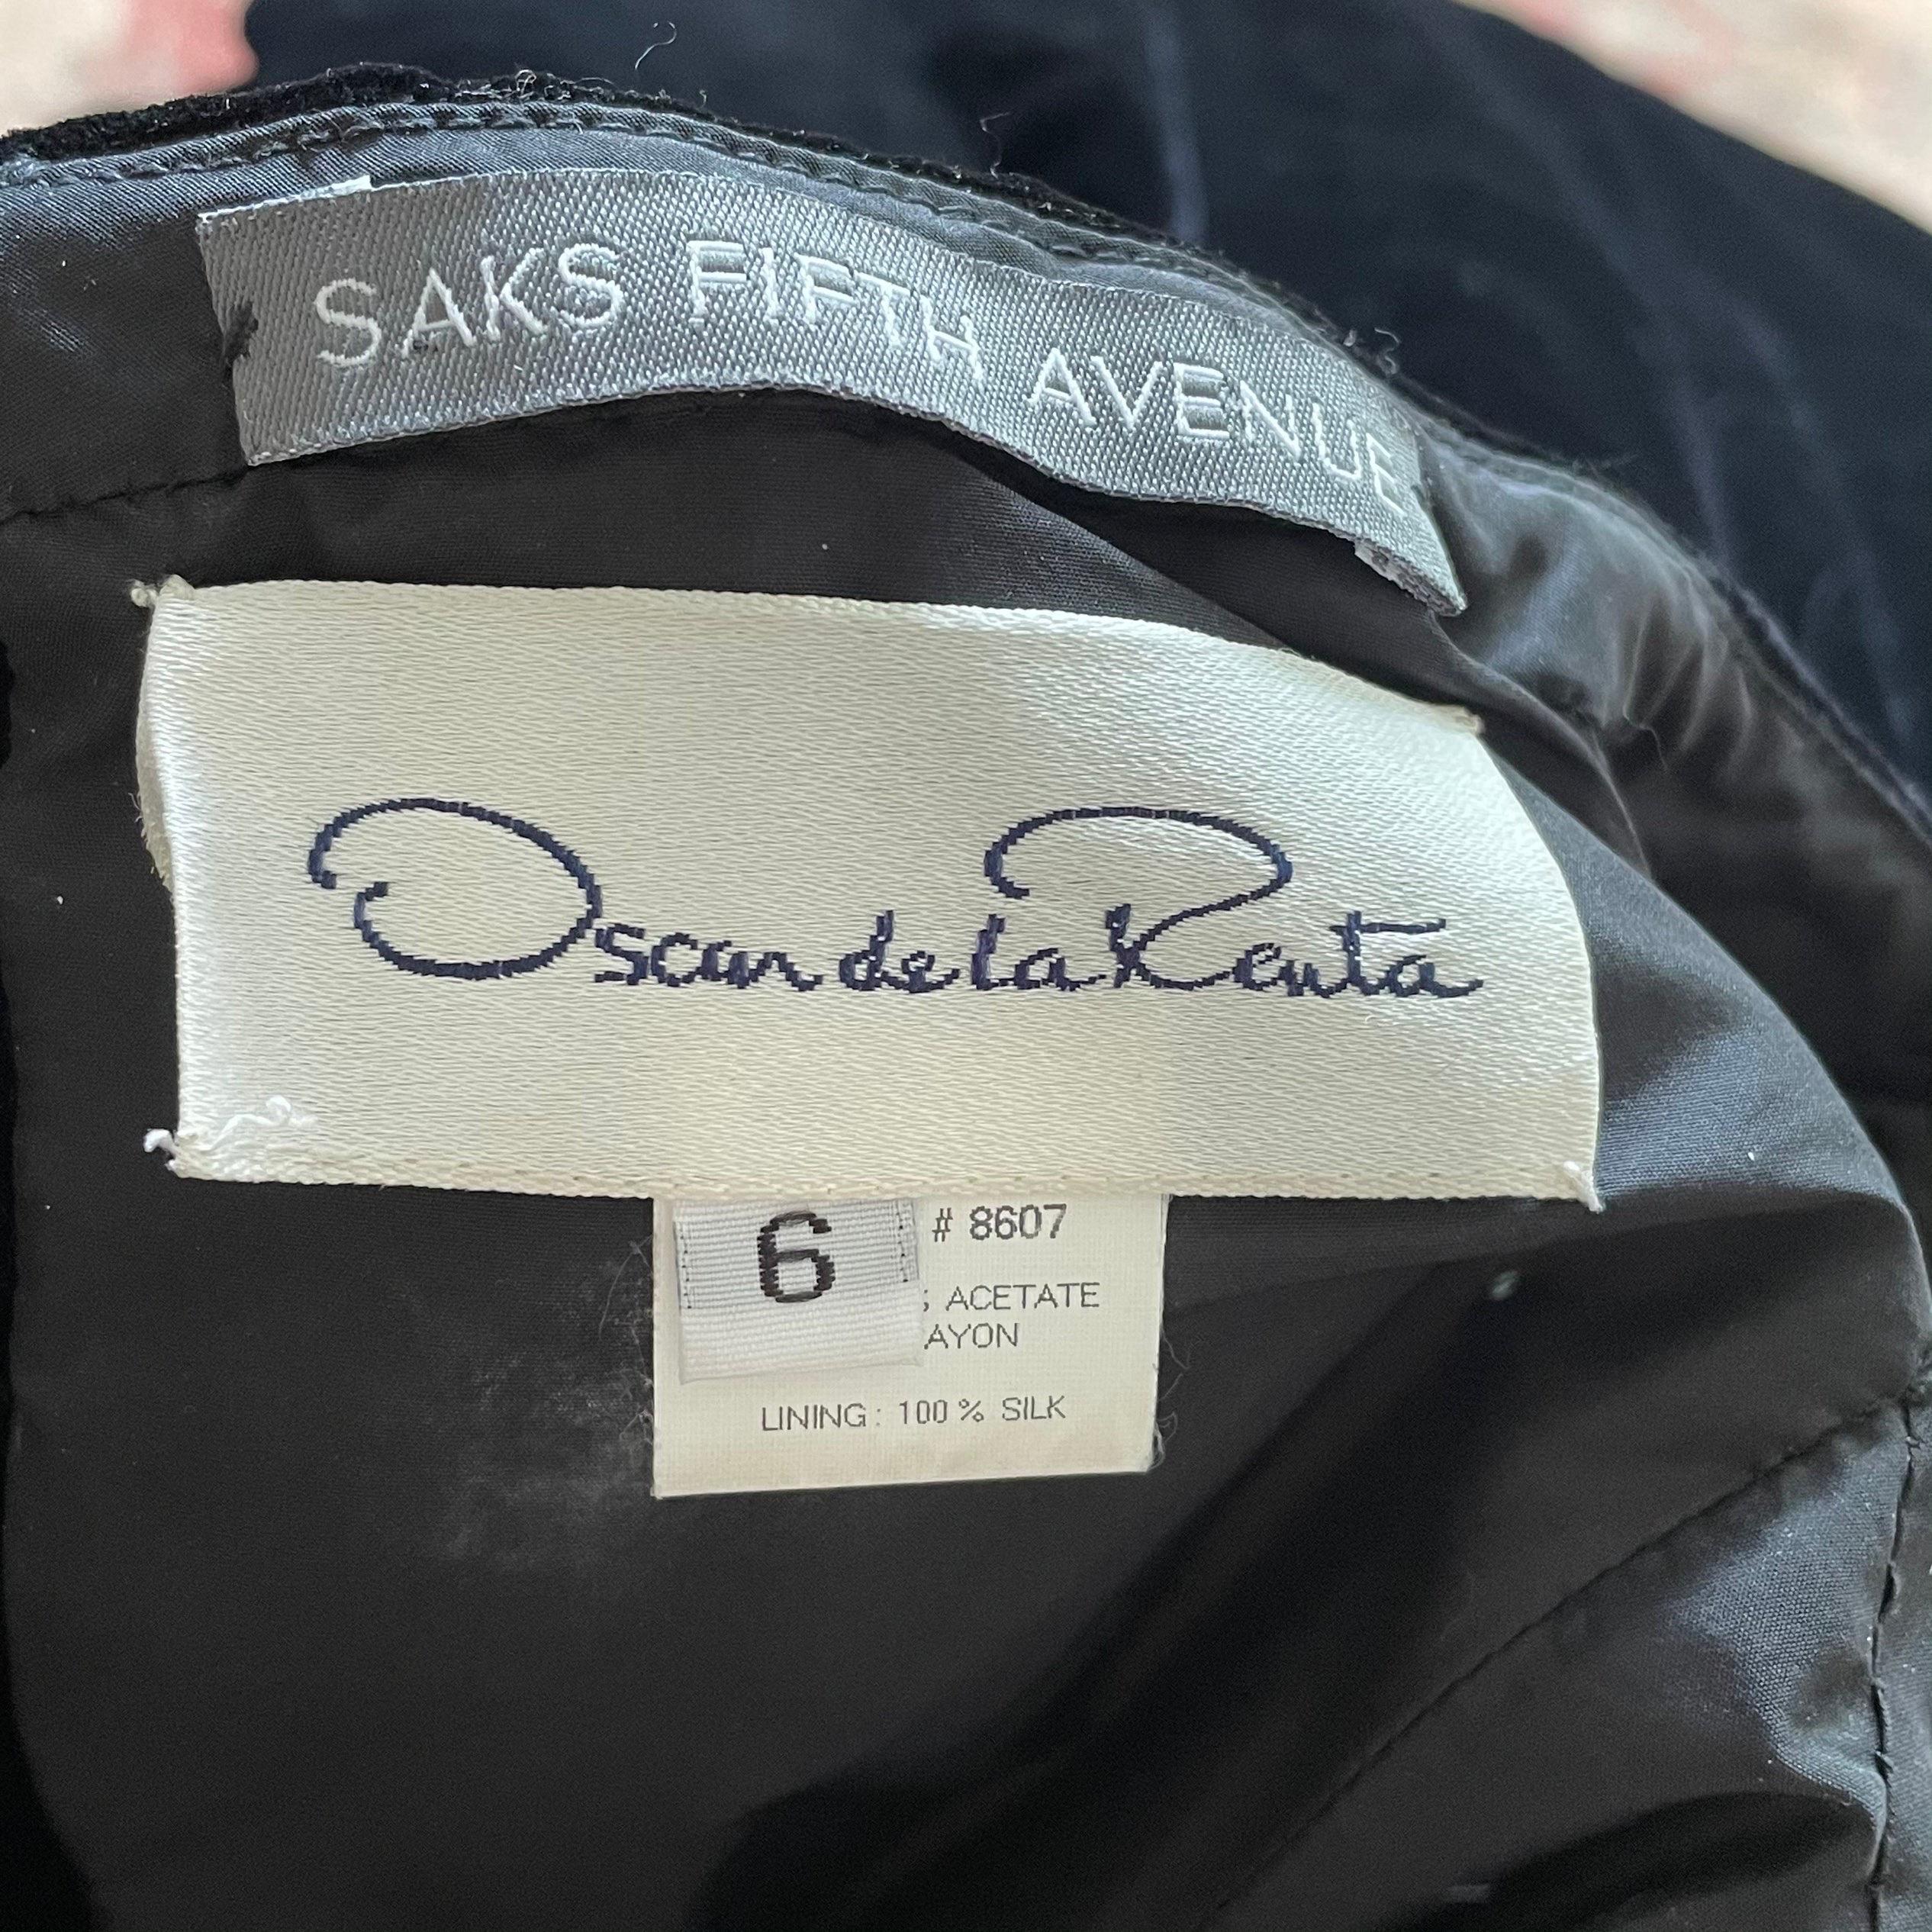 SAKS FIFTH AVENUE
Oscar de la Renta
6 # 8607
ACETATE
AYON
LINING: 100% SILK